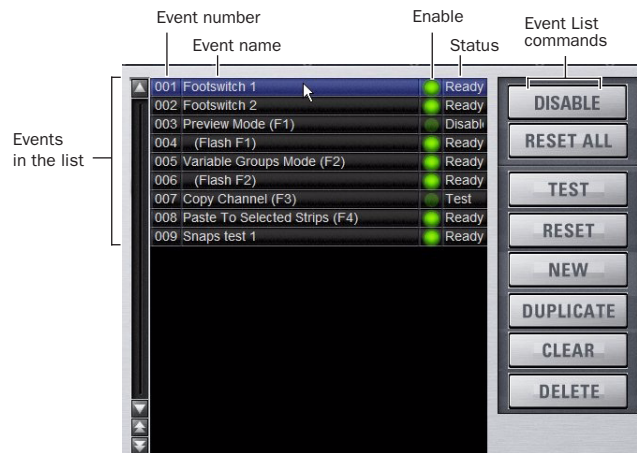 Event number
Event name
Enable
Status
Event List
commands
Events
in the list
001 Footswitch 1 Ready
002 Footswitch 2 Ready
003 Preview Mode (F1) Disabl
004 (Flash F1) Ready
005 Variable Groups Mode (F2) Ready
006 (Flash F2) Ready
007 Copy Channel (F3) Test
008 Paste To Selected Strips (F4) Ready
009 Snaps test 1 Ready
DISABLE
RESET ALL
TEST
RESET
NEW
DUPLICATE
CLEAR
DELETE